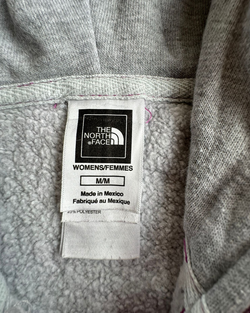 THE
NORTH
FACE
WOMENS/FEMMES
M/M
Made in Mexico
Fabriqué au Mexique
POLYESTER